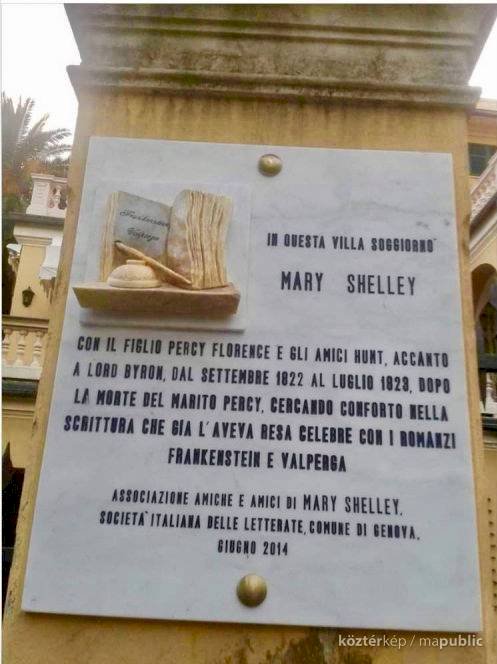 Frankenstein
Valperga
IN QUESTA VILLA SOGGIORNO'
MARY SHELLEY
CON IL FIGLIO PERCY FLORENCE E GLI AMICI HUNT, ACCANTO
A LORD BYRON, DAL SETTEMBRE 1822 AL LUGLIO 1823, DOPO
LA MORTE DEL MARITO PERCY, CERCANDO CONFORTO NELLA
SCRITTURA CHE GIA L'AVEVA RESA CELEBRE CON I ROMANZI
FRANKENSTEIN E VALPERGA
ASSOCIAZIONE AMICHE E AMICI DI MARY SHELLEY.
SOCIETA' ITALIANA DELLE LETTERATE, COMUNE DI GENOVA.
GIUGNO 2014
köztérkép / mapublic